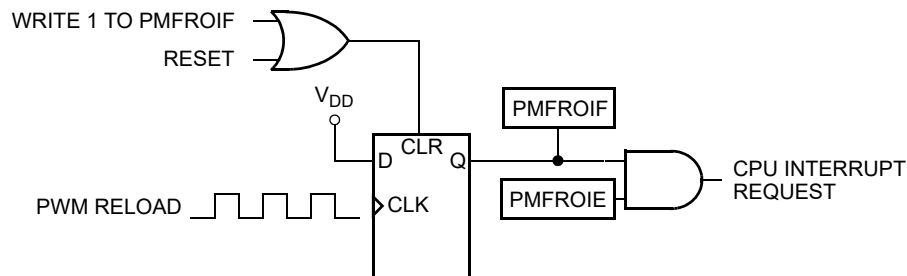 WRITE 1 TO PMFROIF
RESET
VDD
CLR
D
Q
PMFROIF
CPU INTERRUPT
REQUEST
PMFROIE
PWM RELOAD
CLK